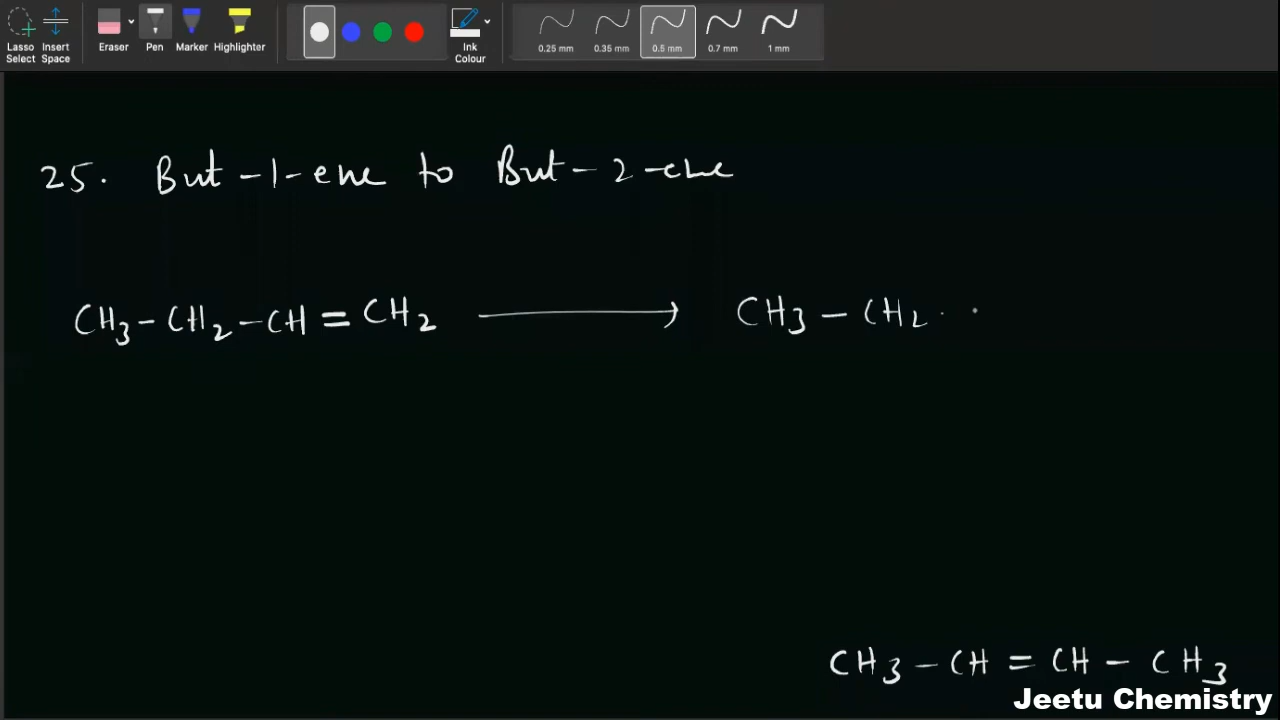 Lasso Select
Insert Space
Eraser
Pen
Marker
Highlighter
Ink Colour
0.25 mm
0.35 mm
0.5 mm
0.7 mm
1 mm
25. But-1-ene to But-2-ene
CH3-CH2-CH=CH2 → CH3-CH2
CH3-CH=CH-CH3
Jeetu Chemistry